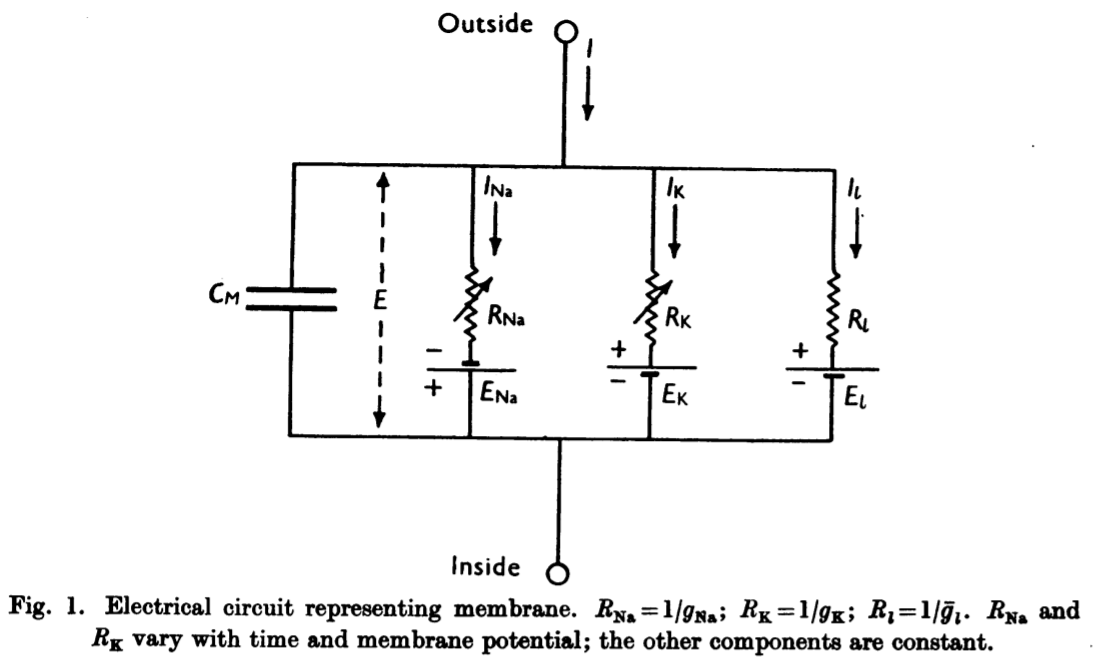 Outside
I
I_Na I_K I_l
C_M E R_Na R_K R_l
− + +
+ E_Na − E_K − E_l
Inside
Fig. 1. Electrical circuit representing membrane. R_Na=1/g_Na; R_K=1/g_K; R_l=1/ḡ_l. R_Na and
R_K vary with time and membrane potential; the other components are constant.